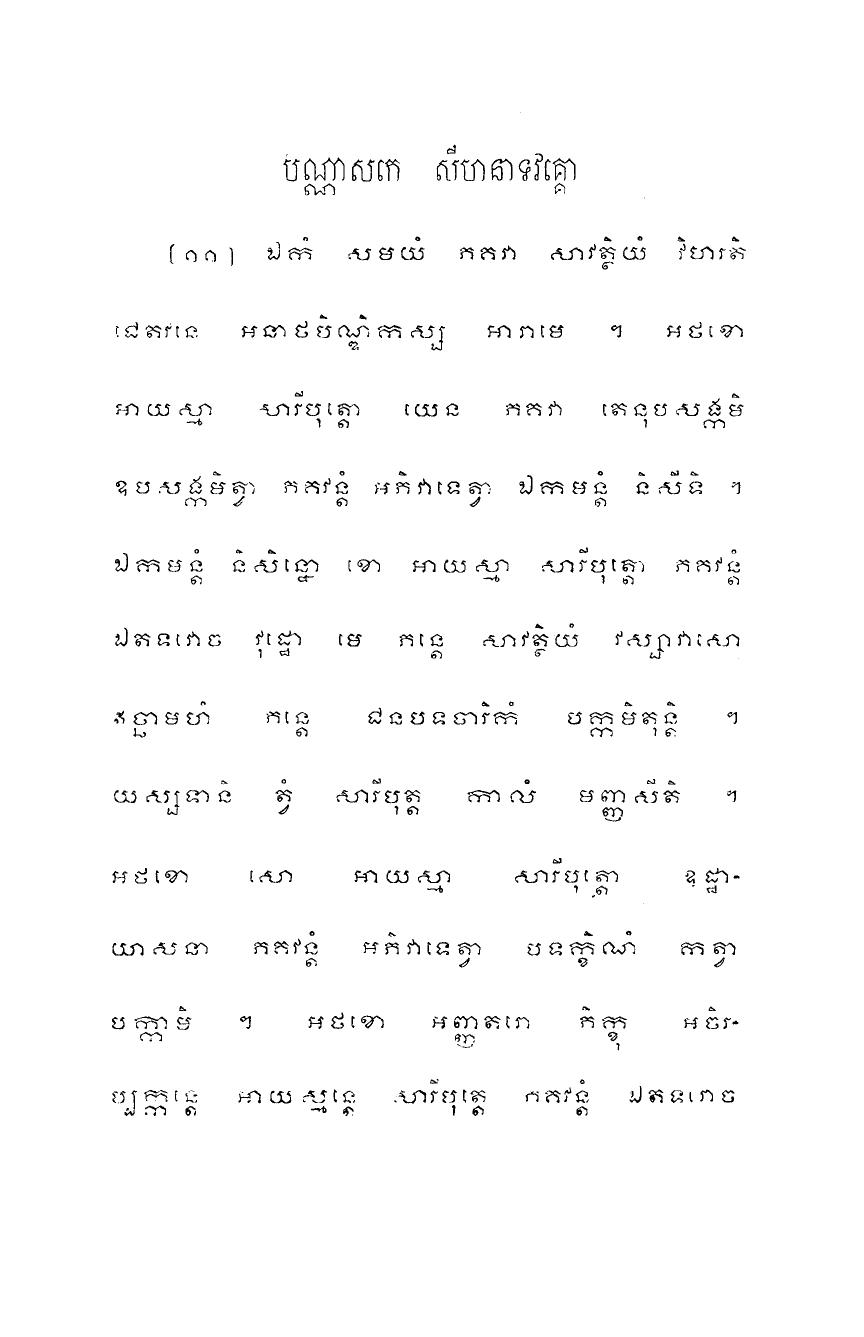 បណ្ណាសកេ សីហនាទវគ្គោ
(១១) ឯកំ សមយំ ភគវា សាវត្ថិយំ វិហរតិ
ជេតវនេ អនាថបិណ្ឌិកស្ស អារាមេ ។ អថខោ
អាយស្មា សារីបុត្តោ យេន ភគវា តេនុបសង្កមិ
ឧបសង្កមិត្វា ភគវន្តំ អភិវាទេត្វា ឯកមន្តំ និសីទិ ។
ឯកមន្តំ និសិន្នោ ខោ អាយស្មា សារីបុត្តោ ភគវន្តំ
ឯតទវោច វុដ្ឋោ មេ ភន្តេ សាវត្ថិយំ វស្សាវាសោ
ឥច្ឆាមហំ ភន្តេ ជនបទចារិកំ បក្កមិតុន្តិ ។
យស្សទានិ ត្វំ សារីបុត្ត កាលំ មញ្ញសីតិ ។
អថខោ សោ អាយស្មា សារីបុត្តោ ឧដ្ឋា-
យាសនា ភគវន្តំ អភិវាទេត្វា បទក្ខិណំ កត្វា
បក្កាមិ ។ អថខោ អញ្ញតរោ ភិក្ខុ អចិរ-
ប្បក្កន្តេ អាយស្មន្តេ សារីបុត្តេ ភគវន្តំ ឯតទវោច